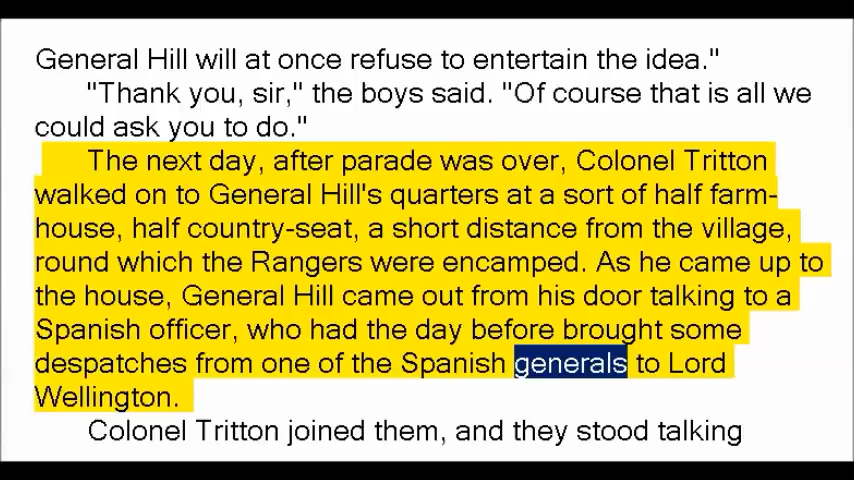 General Hill will at once refuse to entertain the idea."
"Thank you, sir," the boys said. "Of course that is all we
could ask you to do."
The next day, after parade was over, Colonel Tritton
walked on to General Hill's quarters at a sort of half farm-
house, half country-seat, a short distance from the village,
round which the Rangers were encamped. As he came up to
the house, General Hill came out from his door talking to a
Spanish officer, who had the day before brought some
despatches from one of the Spanish generals to Lord
Wellington.
Colonel Tritton joined them, and they stood talking